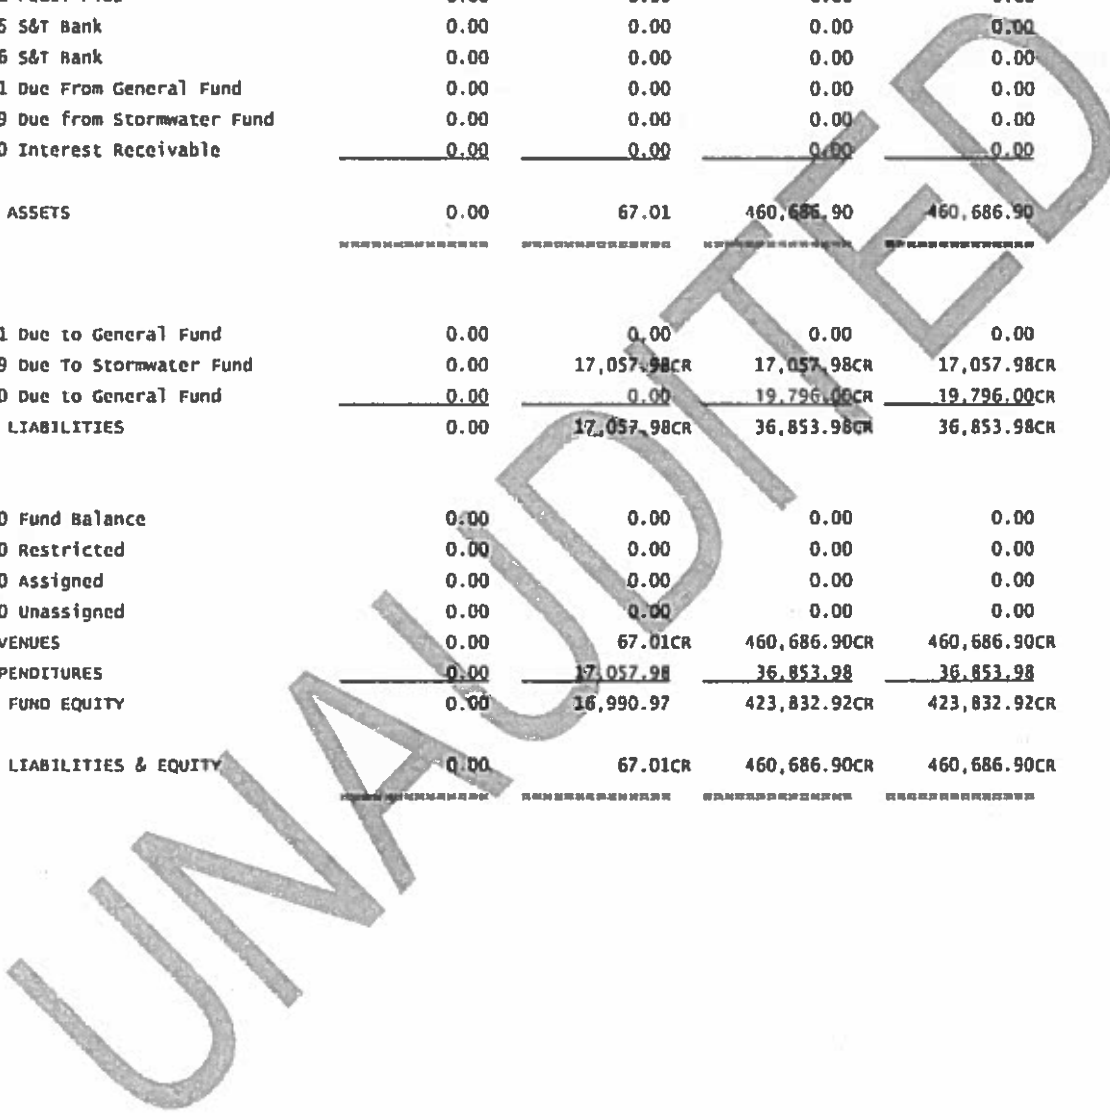 5 S&T Bank 0.00 0.00 0.00 0.00
6 S&T Bank 0.00 0.00 0.00 0.00
1 Due From General Fund 0.00 0.00 0.00 0.00
9 Due from Stormwater Fund 0.00 0.00 0.00 0.00
0 Interest Receivable 0.00 0.00 0.00 0.00
ASSETS 0.00 67.01 460,686.90 460,686.90
1 Due to General Fund 0.00 0.00 0.00 0.00
9 Due To Stormwater Fund 0.00 17,057.98CR 17,057.98CR 17,057.98CR
0 Due to General Fund 0.00 0.00 19,796.00CR 19,796.00CR
LIABILITIES 0.00 17,057.98CR 36,853.98CR 36,853.98CR
0 Fund Balance 0.00 0.00 0.00 0.00
0 Restricted 0.00 0.00 0.00 0.00
0 Assigned 0.00 0.00 0.00 0.00
0 Unassigned 0.00 0.00 0.00 0.00
VENUES 0.00 67.01CR 460,686.90CR 460,686.90CR
PENDITURES 0.00 17,057.98 36,853.98 36,853.98
FUND EQUITY 0.00 16,990.97 423,832.92CR 423,832.92CR
LIABILITIES & EQUITY 0.00 67.01CR 460,686.90CR 460,686.90CR
UNAUDITED